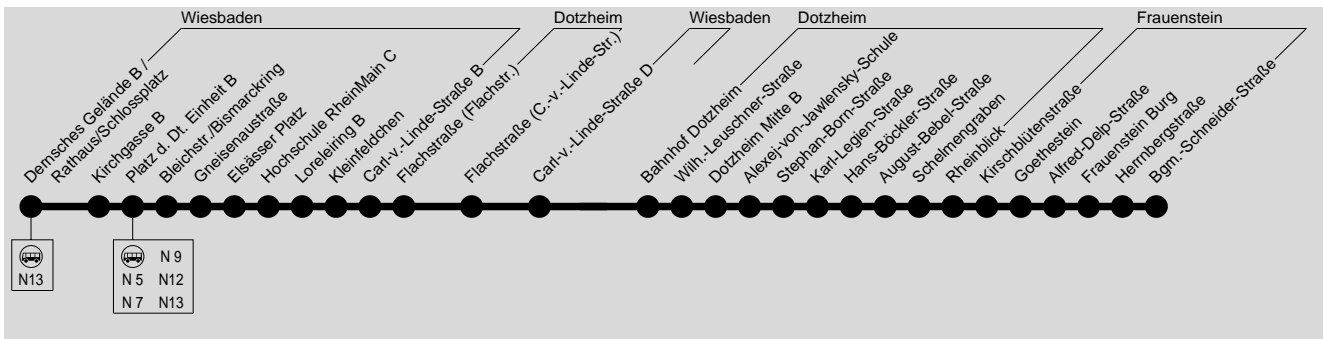 Wiesbaden
Dotzheim
Wiesbaden
Dotzheim
Frauenstein
Dernsches Gelände B /
Rathaus/Schlossplatz
Kirchgasse B
Platz d. Dt. Einheit B
Bleichstr./Bismarckring
Gneisenaustraße
Elsässer Platz
Hochschule RheinMain C
Loreleiring B
Kleinfeldchen
Carl-v.-Linde-Straße B
Flachstraße (Flachstr.)
Flachstraße (C.-v.-Linde-Str.)
Carl-v.-Linde-Straße D
Bahnhof Dotzheim
Wilh.-Leuschner-Straße
Dotzheim Mitte B
Alexej-von-Jawlensky-Schule
Stephan-Born-Straße
Karl-Legien-Straße
Hans-Böckler-Straße
August-Bebel-Straße
Schelmengraben
Rheinblick
Kirschblütenstraße
Goethestein
Alfred-Delp-Straße
Frauenstein Burg
Herrnbergstraße
Bgm.-Schneider-Straße
N13
N 9
N 5 N12
N 7 N13